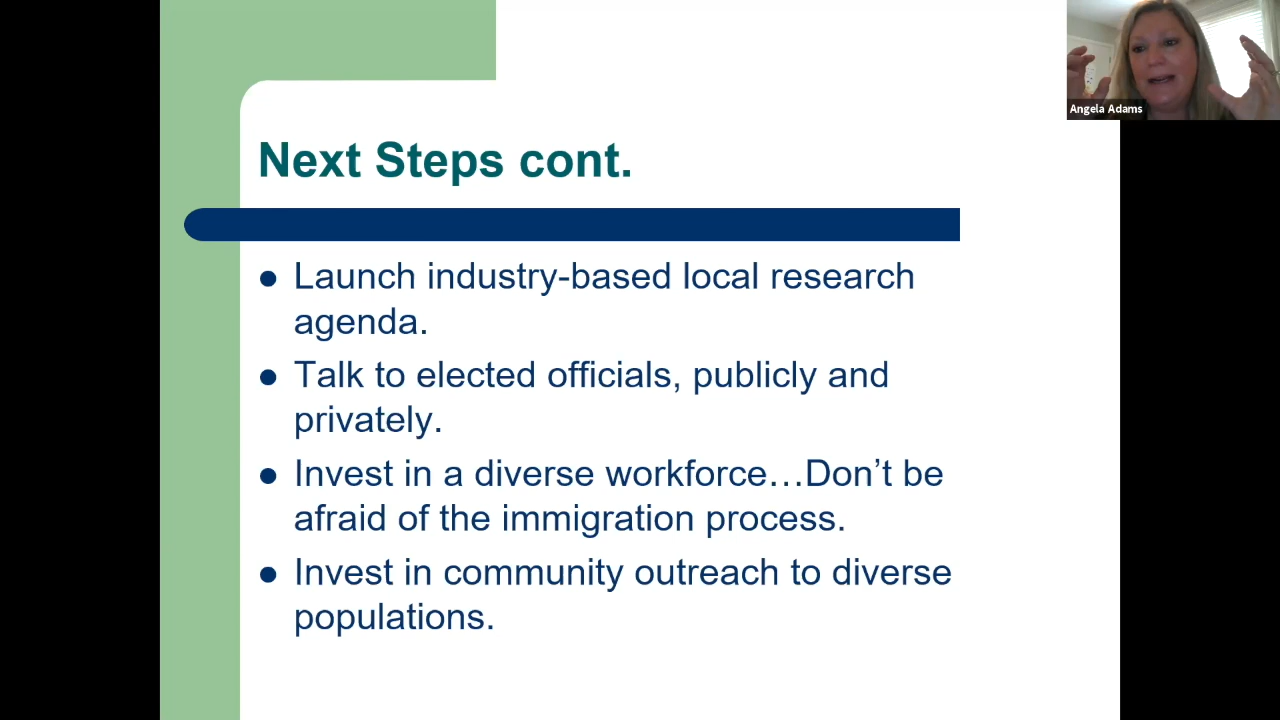 Angela Adams
Next Steps cont.
Launch industry-based local research
agenda.
Talk to elected officials, publicly and
privately.
Invest in a diverse workforce…Don’t be
afraid of the immigration process.
Invest in community outreach to diverse
populations.